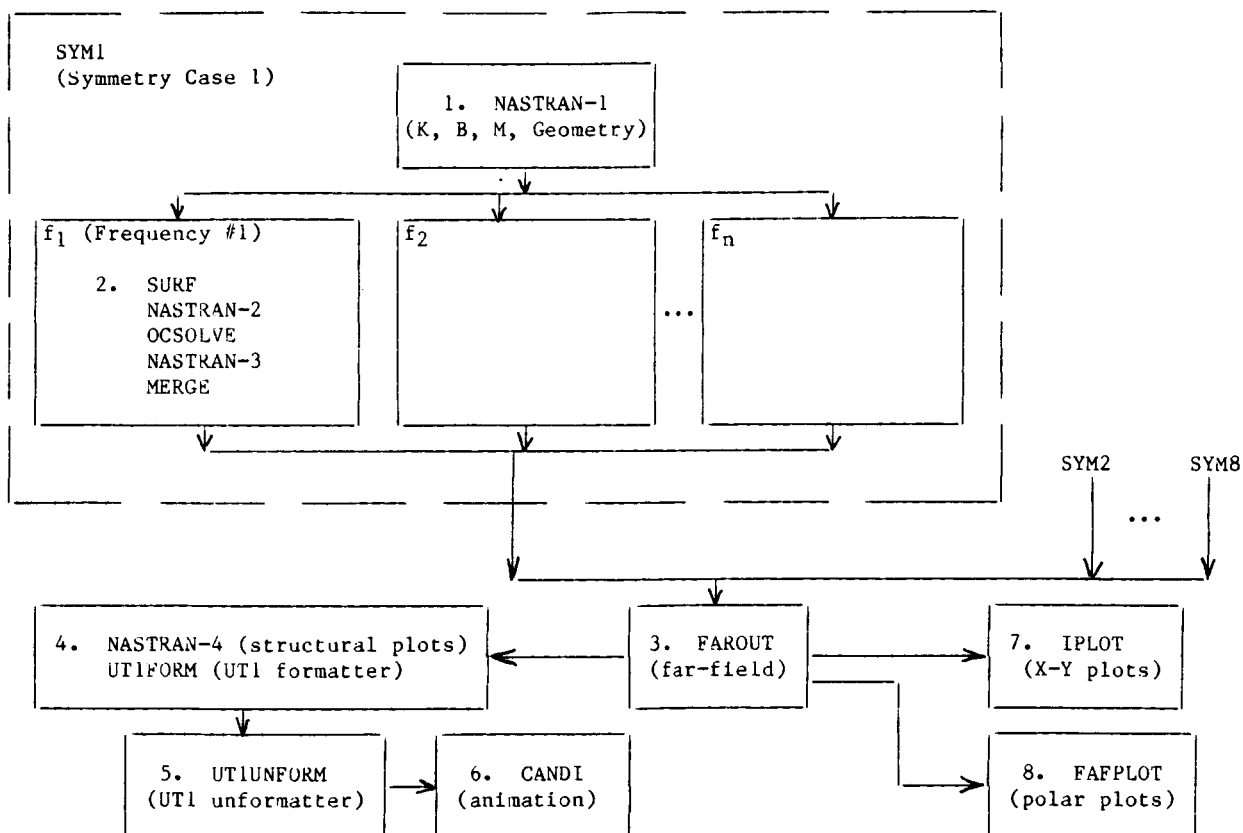 SYM1
(Symmetry Case 1)
1. NASTRAN-1
(K, B, M, Geometry)
f1 (Frequency #1)
f2
fn
2. SURF
NASTRAN-2
OCSOLVE
NASTRAN-3
MERGE
...
SYM2
SYM8
...
4. NASTRAN-4 (structural plots)
UT1FORM (UT1 formatter)
3. FAROUT
(far-field)
7. IPLOT
(X-Y plots)
5. UT1UNFORM
(UT1 unformatter)
6. CANDI
(animation)
8. FAFPLOT
(polar plots)